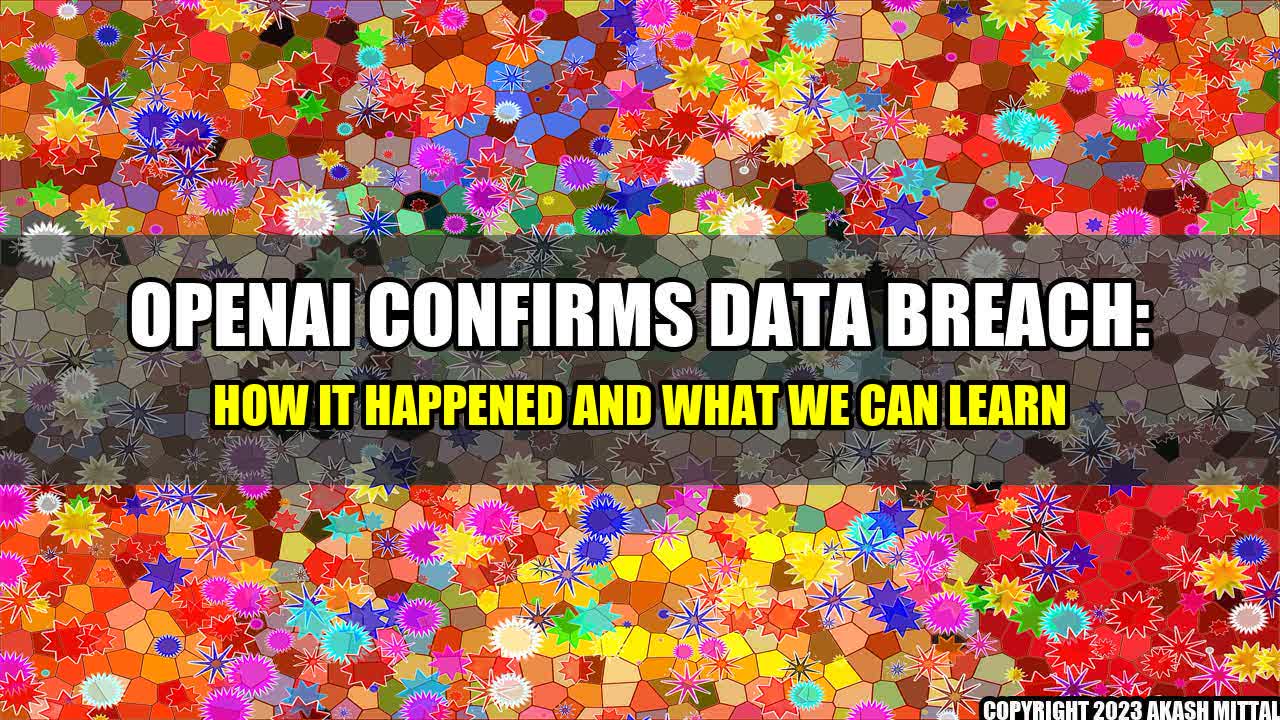 OPENAI CONFIRMS DATA BREACH:
HOW IT HAPPENED AND WHAT WE CAN LEARN
COPYRIGHT 2023 AKASH MITTAL